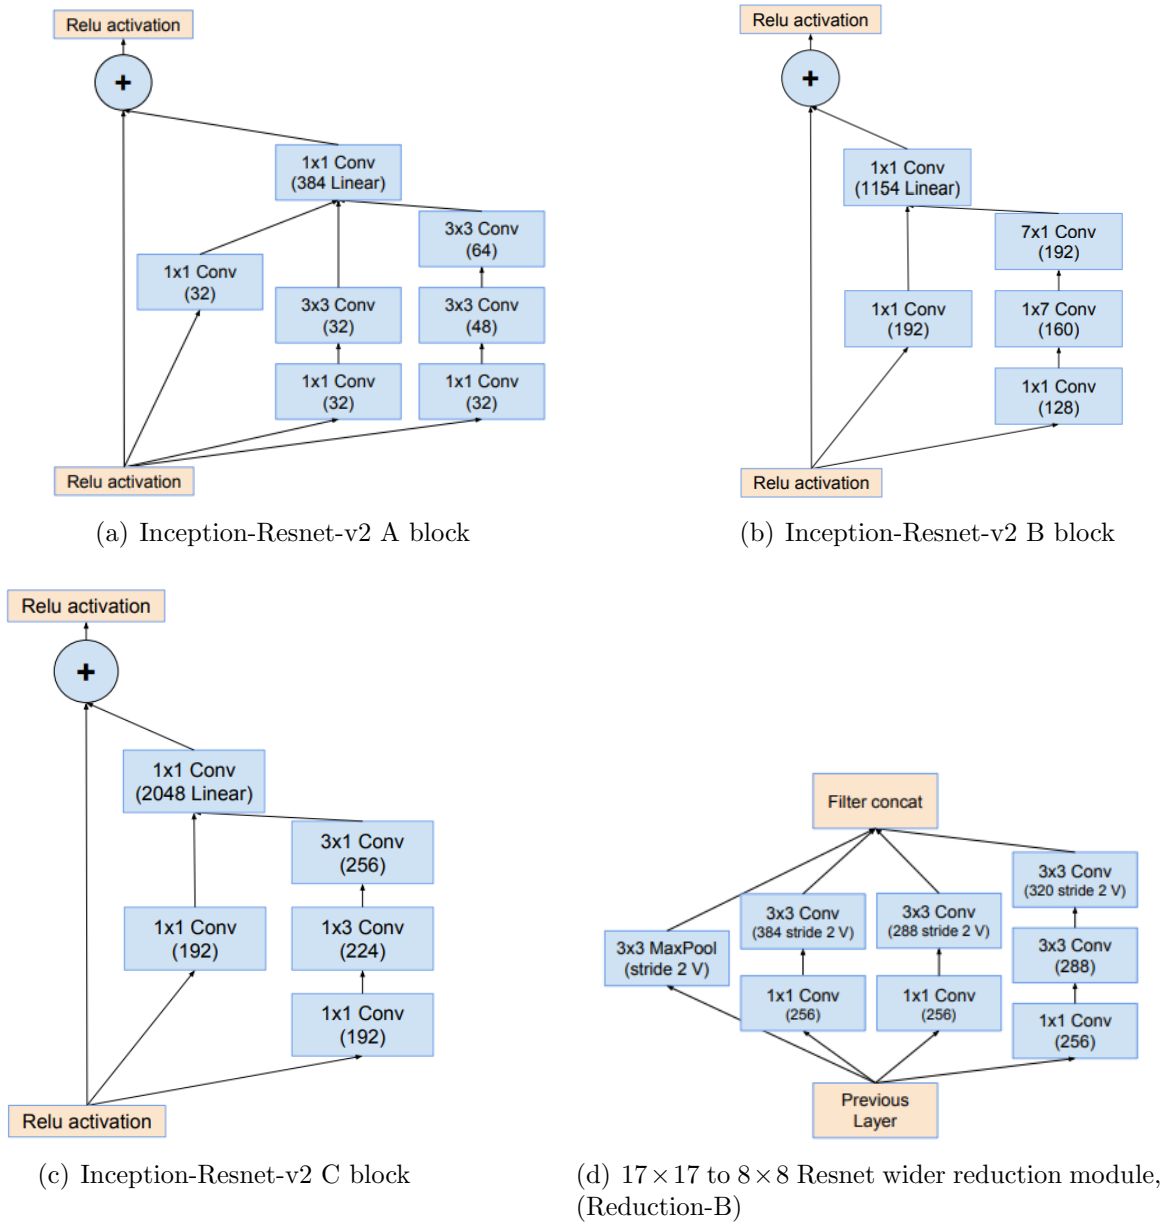 Relu activation
+
1x1 Conv
(384 Linear)
3x3 Conv
(64)
1x1 Conv
(32)
3x3 Conv
(32)
3x3 Conv
(48)
1x1 Conv
(32)
1x1 Conv
(32)
Relu activation
(a) Inception-Resnet-v2 A block
Relu activation
+
1x1 Conv
(1154 Linear)
7x1 Conv
(192)
1x1 Conv
(192)
1x7 Conv
(160)
1x1 Conv
(128)
Relu activation
(b) Inception-Resnet-v2 B block
Relu activation
+
1x1 Conv
(2048 Linear)
3x1 Conv
(256)
1x1 Conv
(192)
1x3 Conv
(224)
1x1 Conv
(192)
Relu activation
(c) Inception-Resnet-v2 C block
Filter concat
3x3 Conv
(320 stride 2 V)
3x3 MaxPool
(stride 2 V)
3x3 Conv
(384 stride 2 V)
3x3 Conv
(288 stride 2 V)
3x3 Conv
(288)
1x1 Conv
(256)
1x1 Conv
(256)
1x1 Conv
(256)
Previous
Layer
(d) 17×17 to 8×8 Resnet wider reduction module,
(Reduction-B)